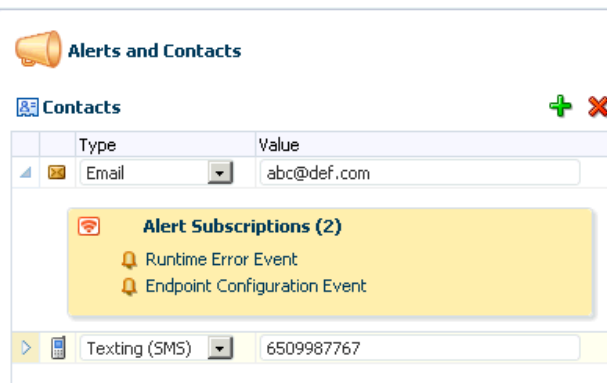 Alerts and Contacts
Contacts
Type Value
Email abc@def.com
Alert Subscriptions (2)
Runtime Error Event
Endpoint Configuration Event
Texting (SMS) 6509987767